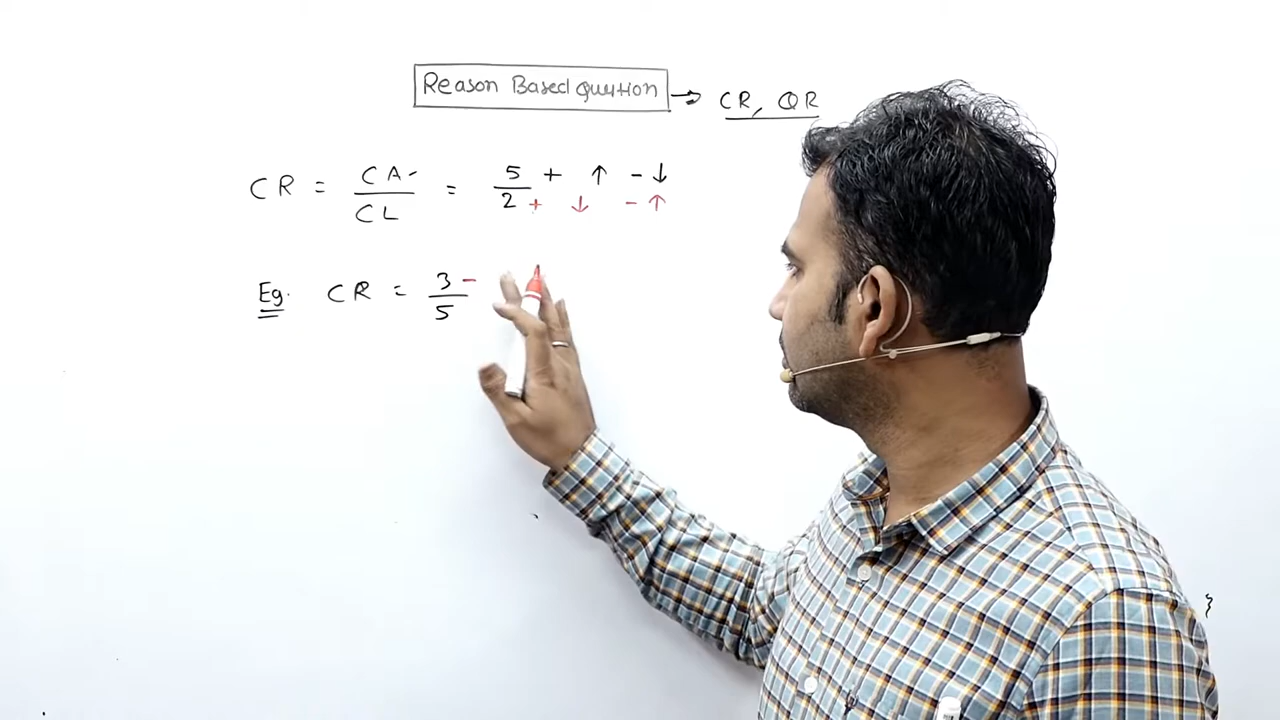 Reason Based Question → CR, QR
CR = CA / CL = 5 + ↑ - ↓ / 2 + ↓ - ↑
Eg. CR = 3 - / 5